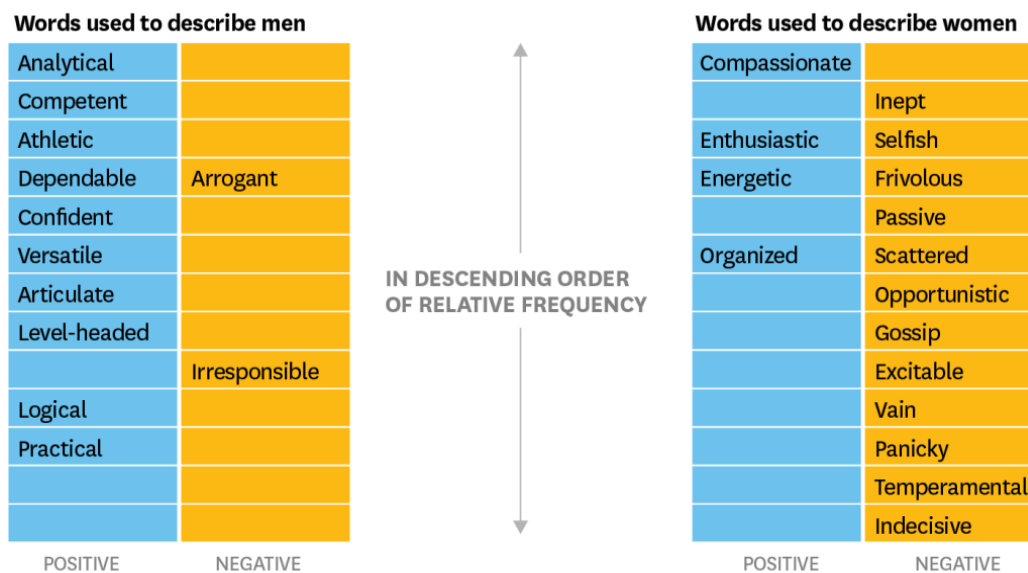 Words used to describe men
Analytical
Competent
Athletic
Dependable Arrogant
Confident
Versatile
Articulate
Level-headed
Irresponsible
Logical
Practical
POSITIVE NEGATIVE
IN DESCENDING ORDER
OF RELATIVE FREQUENCY
Words used to describe women
Compassionate
Inept
Enthusiastic Selfish
Energetic Frivolous
Passive
Organized Scattered
Opportunistic
Gossip
Excitable
Vain
Panicky
Temperamental
Indecisive
POSITIVE NEGATIVE